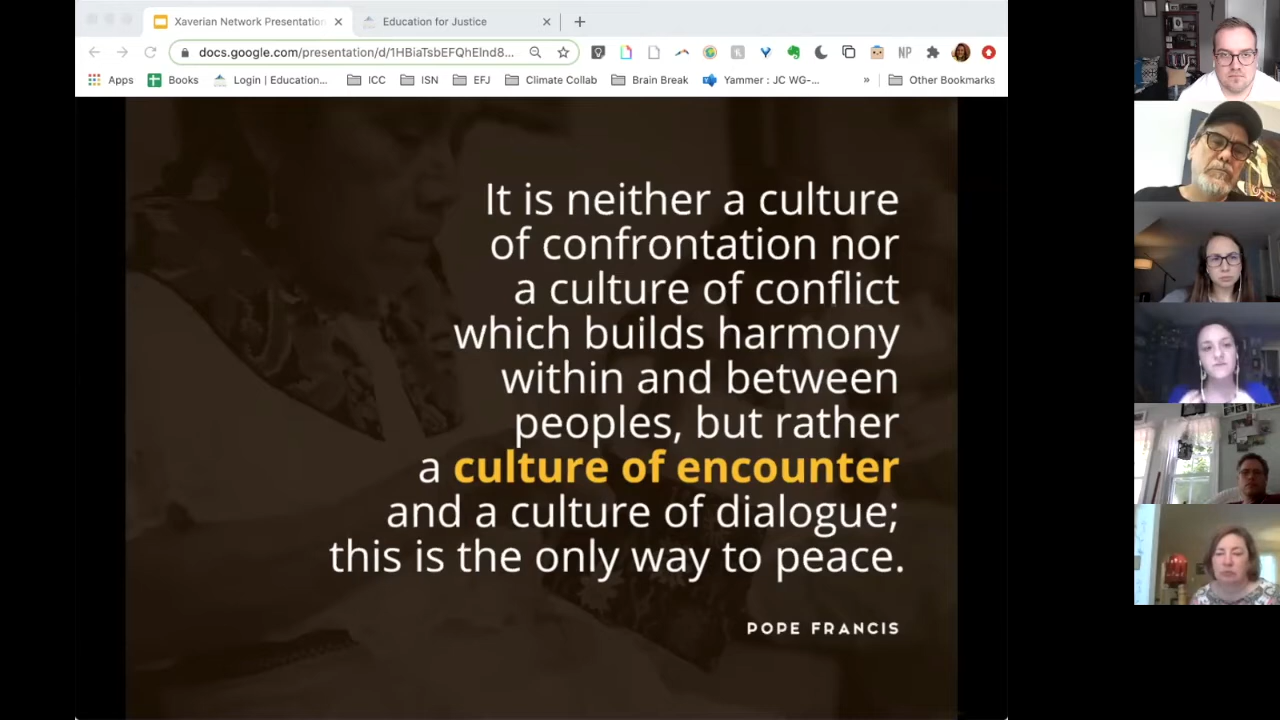 Xaverian Network Presentation
Education for Justice
docs.google.com/presentation/d/1HBiaTsbEFQhElnd8...
NP
Apps
Books
Login | Education...
ICC
ISN
EFJ
Climate Collab
Brain Break
Yammer : JC WG-...
»
Other Bookmarks
It is neither a culture
of confrontation nor
a culture of conflict
which builds harmony
within and between
peoples, but rather
a culture of encounter
and a culture of dialogue;
this is the only way to peace.
POPE FRANCIS